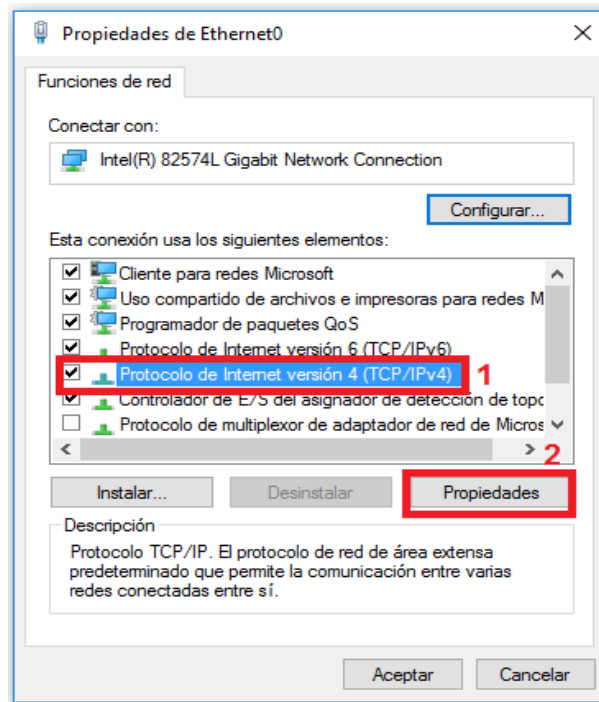 Propiedades de Ethernet0
Funciones de red
Conectar con:
Intel(R) 82574L Gigabit Network Connection
Configurar...
Esta conexión usa los siguientes elementos:
Cliente para redes Microsoft
Uso compartido de archivos e impresoras para redes M
Programador de paquetes QoS
Protocolo de Internet versión 6 (TCP/IPv6)
Protocolo de Internet versión 4 (TCP/IPv4) 1
Controlador de E/S del asignador de detección de topo
Protocolo de multiplexor de adaptador de red de Micros
2
Instalar... Desinstalar Propiedades
Descripción
Protocolo TCP/IP. El protocolo de red de área extensa
predeterminado que permite la comunicación entre varias
redes conectadas entre sí.
Aceptar Cancelar